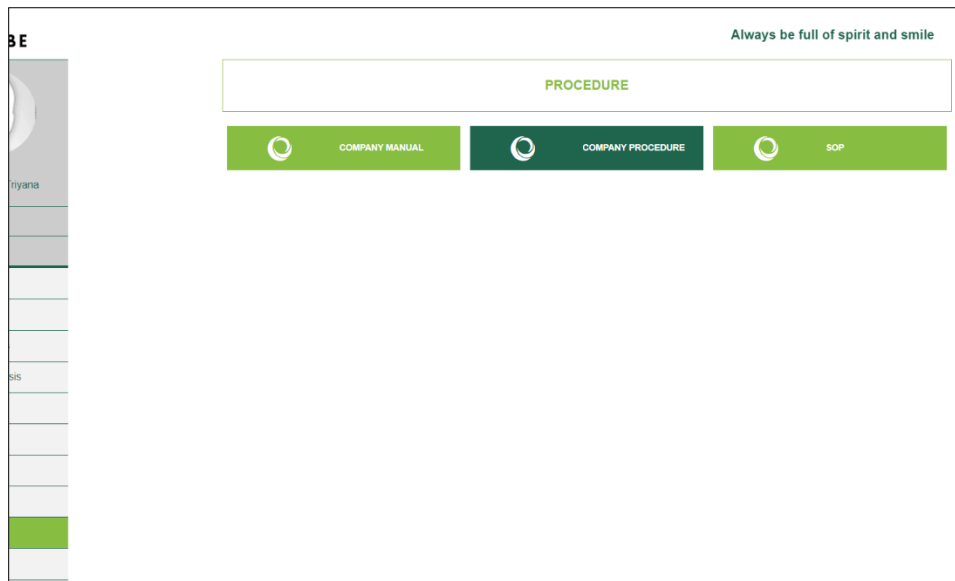 BE
Always be full of spirit and smile
PROCEDURE
COMPANY MANUAL
COMPANY PROCEDURE
SOP
riyana
sis